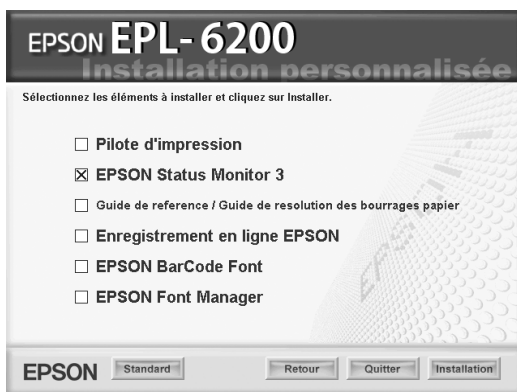 EPSON EPL-6200
Installation personnalisée
Sélectionnez les éléments à installer et cliquez sur Installer.
Pilote d'impression
EPSON Status Monitor 3
Guide de reference / Guide de resolution des bourrages papier
Enregistrement en ligne EPSON
EPSON BarCode Font
EPSON Font Manager
EPSON
EPSON Standard Retour Quitter Installation